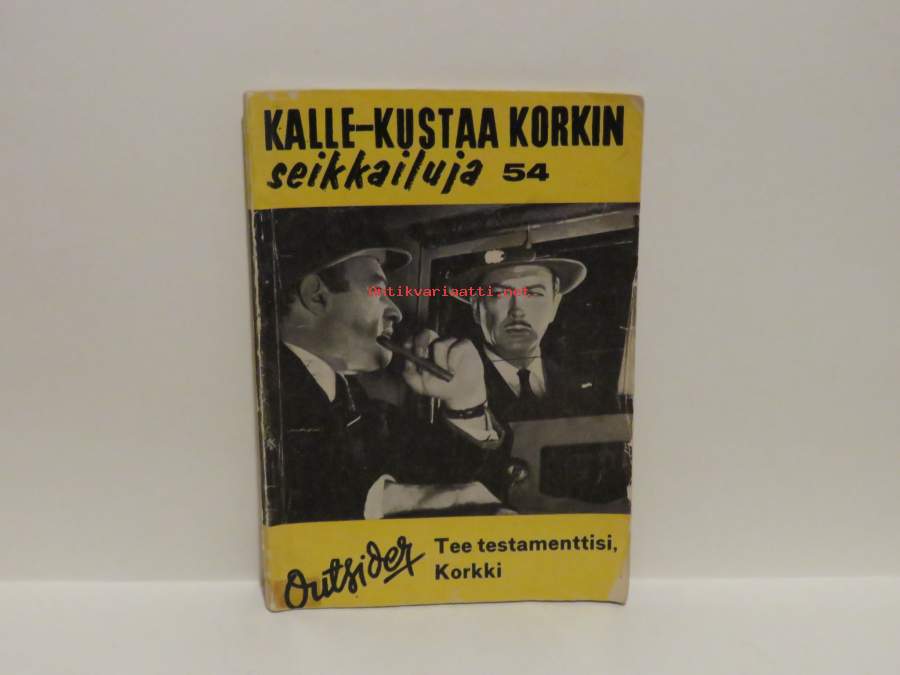 KALLE-KUSTAA KORKIN
seikkailuja 54
Antikvariaatti.net
Outsider
Tee testamenttisi,
Korkki